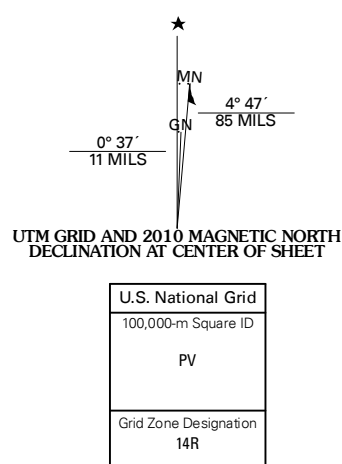 ★
MN
GN
4° 47´
85 MILS
0° 37´
11 MILS
UTM GRID AND 2010 MAGNETIC NORTH
DECLINATION AT CENTER OF SHEET
U.S. National Grid
100,000-m Square ID
PV
Grid Zone Designation
14R